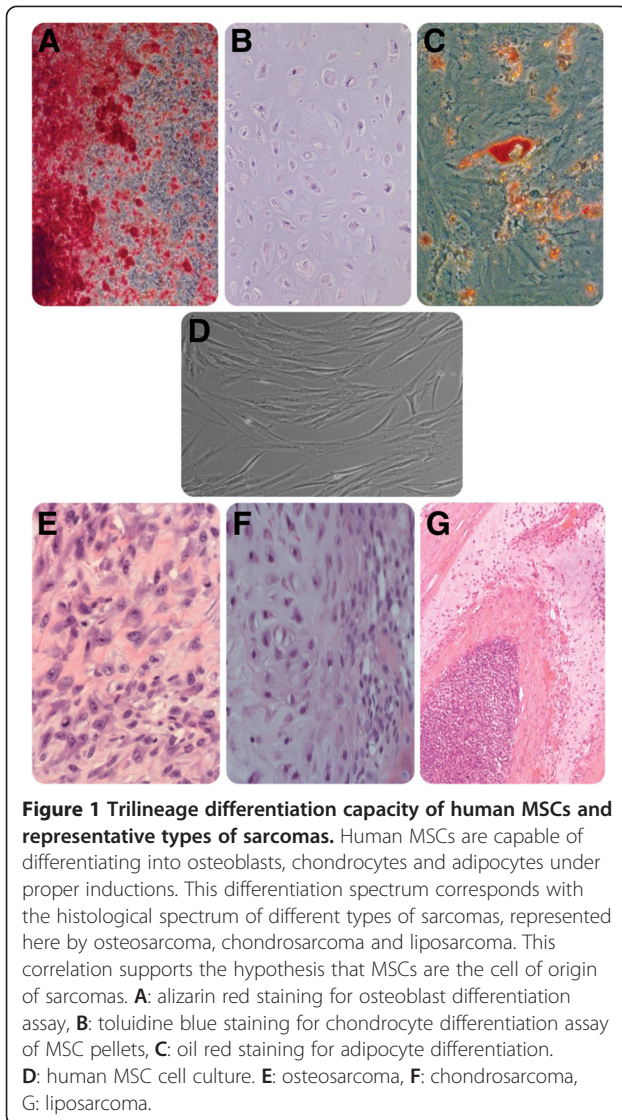 A
B
C
D
E
F
G
Figure 1 Trilineage differentiation capacity of human MSCs and
representative types of sarcomas. Human MSCs are capable of
differentiating into osteoblasts, chondrocytes and adipocytes under
proper inductions. This differentiation spectrum corresponds with
the histological spectrum of different types of sarcomas, represented
here by osteosarcoma, chondrosarcoma and liposarcoma. This
correlation supports the hypothesis that MSCs are the cell of origin
of sarcomas. A: alizarin red staining for osteoblast differentiation
assay, B: toluidine blue staining for chondrocyte differentiation assay
of MSC pellets, C: oil red staining for adipocyte differentiation.
D: human MSC cell culture. E: osteosarcoma, F: chondrosarcoma,
G: liposarcoma.